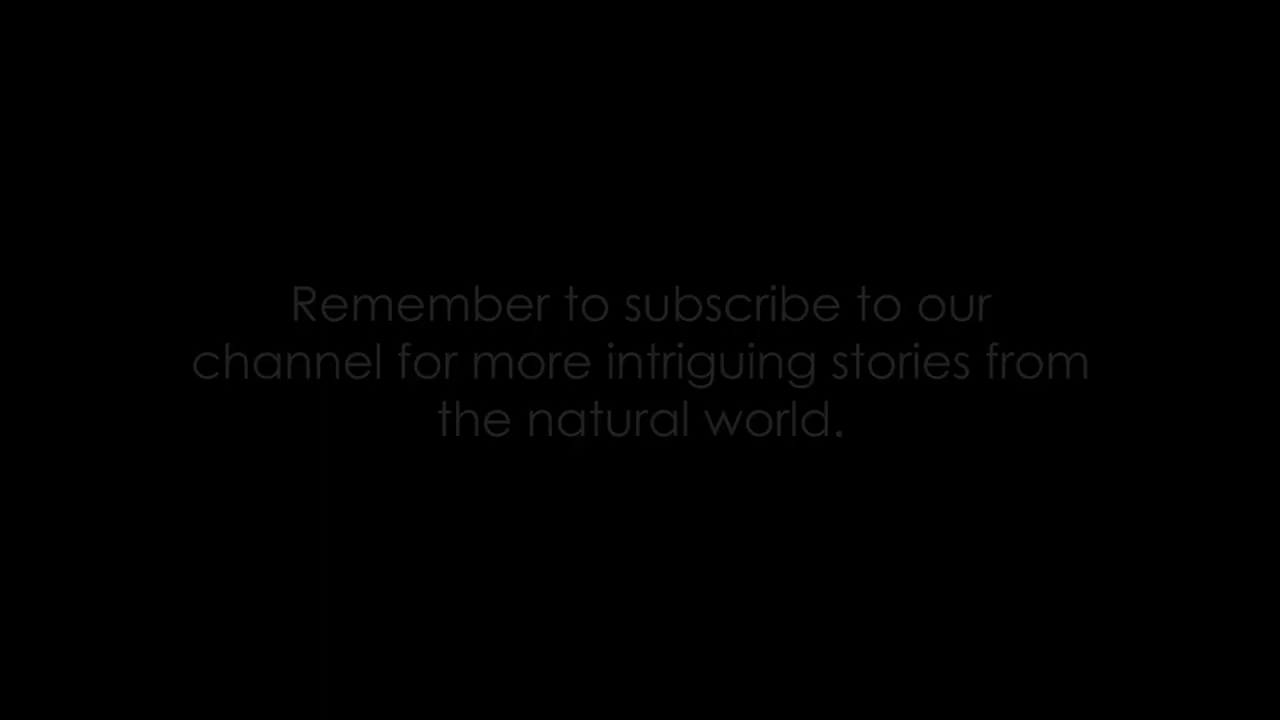 Remember to subscribe to our
channel for more intriguing stories from
the natural world.